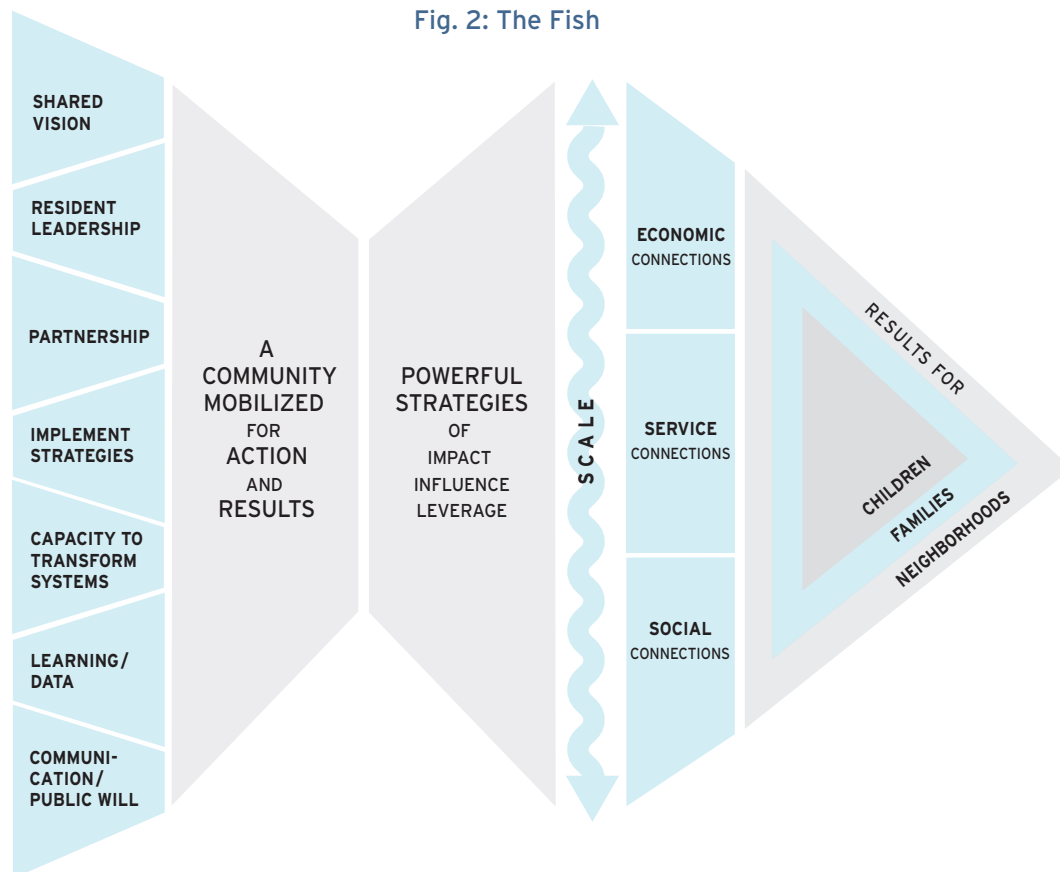 Fig. 2: The Fish
SHARED
VISION
RESIDENT
LEADERSHIP
PARTNERSHIP
IMPLEMENT
STRATEGIES
CAPACITY TO
TRANSFORM
SYSTEMS
LEARNING/
DATA
COMMUNI-
CATION/
PUBLIC WILL
A
COMMUNITY
MOBILIZED
FOR
ACTION
AND
RESULTS
POWERFUL
STRATEGIES
OF
IMPACT
INFLUENCE
LEVERAGE
SCALE
ECONOMIC
CONNECTIONS
SERVICE
CONNECTIONS
SOCIAL
CONNECTIONS
RESULTS FOR
CHILDREN
FAMILIES
NEIGHBORHOODS